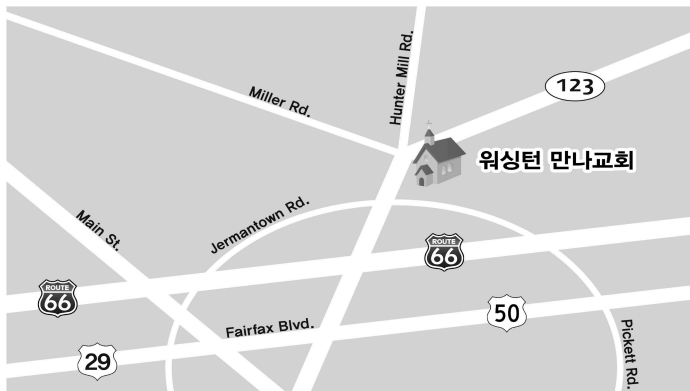 Hunter Mill Rd.
Miller Rd.
123
워싱턴 만나교회
Jermantown Rd.
Main St.
ROUTE
66
ROUTE
66
50
Fairfax Blvd.
29
Pickett Rd.